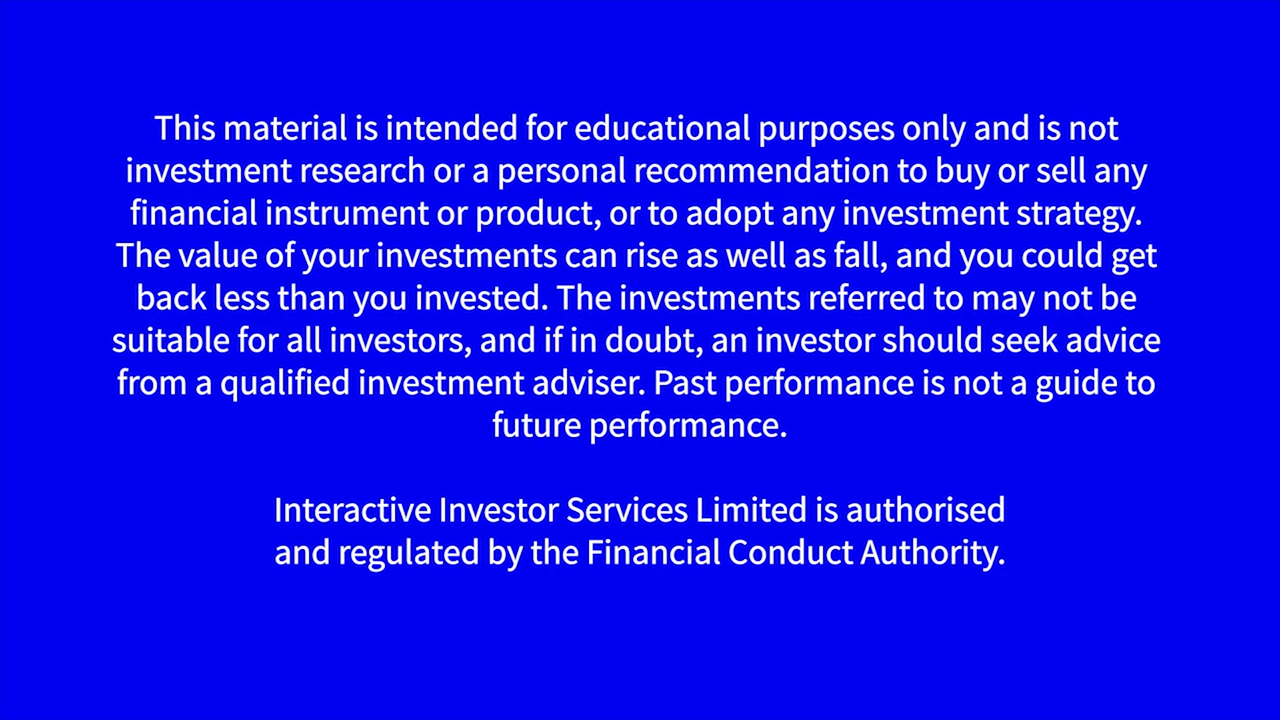 This material is intended for educational purposes only and is not
investment research or a personal recommendation to buy or sell any
financial instrument or product, or to adopt any investment strategy.
The value of your investments can rise as well as fall, and you could get
back less than you invested. The investments referred to may not be
suitable for all investors, and if in doubt, an investor should seek advice
from a qualified investment adviser. Past performance is not a guide to
future performance.
Interactive Investor Services Limited is authorised
and regulated by the Financial Conduct Authority.